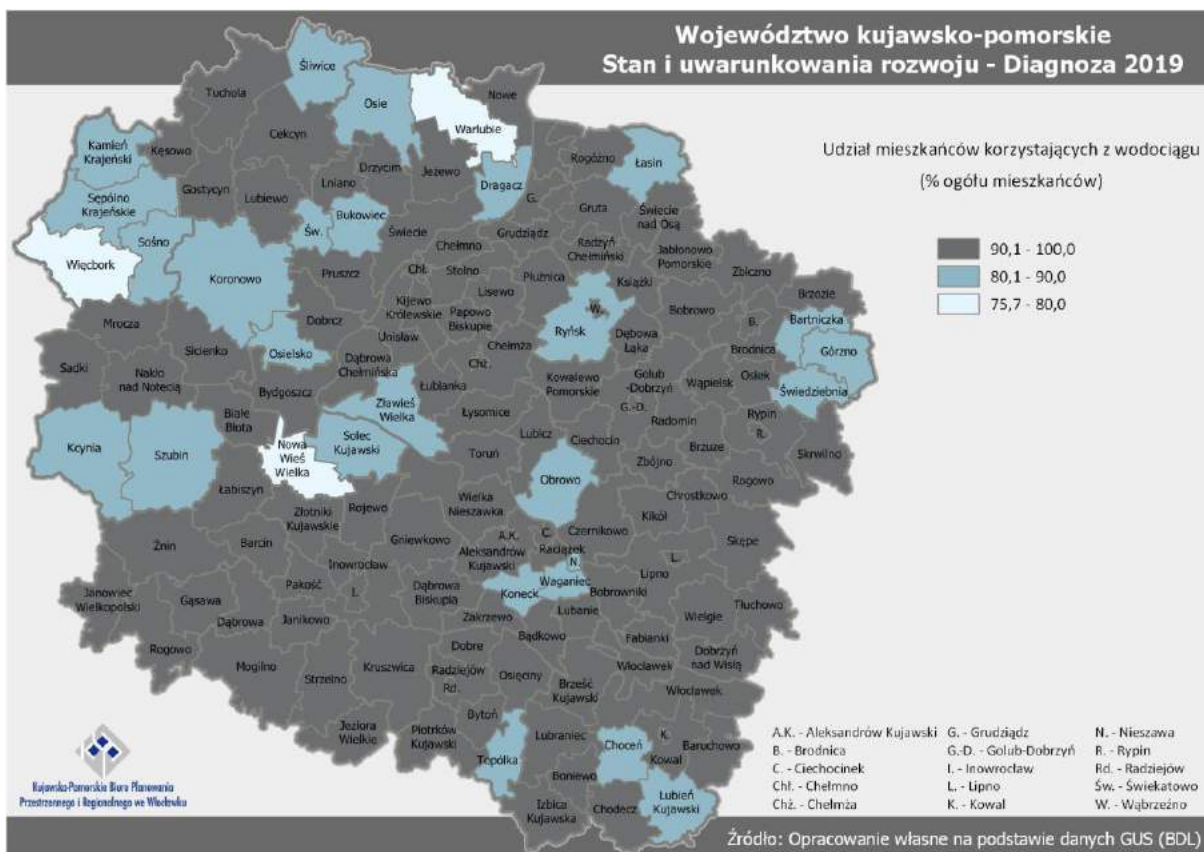 Województwo kujawsko-pomorskie
Stan i uwarunkowania rozwoju - Diagnoza 2019
Udział mieszkańców korzystających z wodociągu
(% ogółu mieszkańców)
90,1 - 100,0
80,1 - 90,0
75,7 - 80,0
Śliwice
Tuchola
Osie
Nowe
Warlubie
Cekcyn
Kamień
Krajeński
Kęsowo
Rogóźno
Łasin
Drzycim
Jeżewo
Lniano
Dragacz
G.
Gostycyn
Lubiewo
Sępólno
Krajeńskie
Bukowiec
Św.
Gruta
Świecie
nad Osą
Świecie
Grudziądz
Sośno
Chełmno
Radzyń
Chełmiński
Jabłonowo
Pomorskie
Więcbork
Koronowo
Pruszcz
Chł.
Stolno
Płużnica
Książki
Zbiczno
Lisewo
Brzozie
Kijewo
Królewskie
Papowo
Biskupie
W.
Bobrowo
Bartniczka
Mrocza
Dobrcz
Unisław
Ryńsk
Dębowa
Łąka
B.
Sicienko
Osielsko
Chełmża
Brodnica
Górzno
Sadki
Nakło
nad Notecią
Dąbrowa
Chełmińska
Chż.
Golub
-Dobrzyń
Wąpielsk
Osiek
Świedziebnia
Bydgoszcz
Łubianka
Kowalewo
Pomorskie
Zławieś
Wielka
G.-D.
Rypin
Białe
Błota
Łysomice
Radomin
R.
Kcynia
Szubin
Nowa
Wieś
Wielka
Solec
Kujawski
Lubicz
Ciechocin
Brzuze
Toruń
Zbójno
Skrwilno
Obrowo
Rogowo
Łabiszyn
Chrostkowo
Złotniki
Kujawskie
Rojewo
Wielka
Nieszawka
Kikół
Gniewkowo
A.K.
C.
Czernikowo
Żnin
Barcin
Aleksandrów
Kujawski
Raciążek
Skępe
Inowrocław
N.
L.
Pakość
I.
Dąbrowa
Biskupia
Koneck
Waganiec
Lipno
Janowiec
Wielkopolski
Gąsawa
Bobrowniki
Tłuchowo
Dąbrowa
Janikowo
Zakrzewo
Lubanie
Wielgie
Rogowo
Bądkowo
Fabianki
Dobre
Dobrzyń
nad Wisłą
Mogilno
Kruszwica
Radziejów
Włocławek
Strzelno
Rd.
Osięciny
Brześć
Kujawski
Włocławek
Bytoń
Jeziora
Wielkie
Piotrków
Kujawski
Lubraniec
Choceń
K.
Kowal
Baruchowo
Topólka
Boniewo
Lubień
Kujawski
Izbica
Kujawska
Chodecz
Kujawsko-Pomorskie Biuro Planowania
Przestrzennego i Regionalnego we Włocławku
A.K. - Aleksandrów Kujawski
B. - Brodnica
C. - Ciechocinek
Chł. - Chełmno
Chż. - Chełmża
G. - Grudziądz
G.-D. - Golub-Dobrzyń
I. - Inowrocław
L. - Lipno
K. - Kowal
N. - Nieszawa
R. - Rypin
Rd. - Radziejów
Św. - Świekatowo
W. - Wąbrzeźno
Źródło: Opracowanie własne na podstawie danych GUS (BDL)